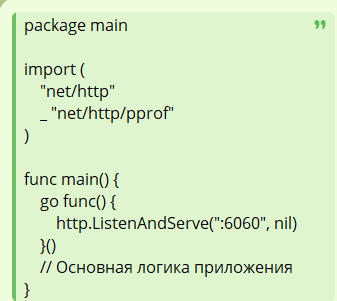 package main

import (
    "net/http"
    _ "net/http/pprof"
)

func main() {
    go func() {
        http.ListenAndServe(":6060", nil)
    }()
    // Основная логика приложения
}